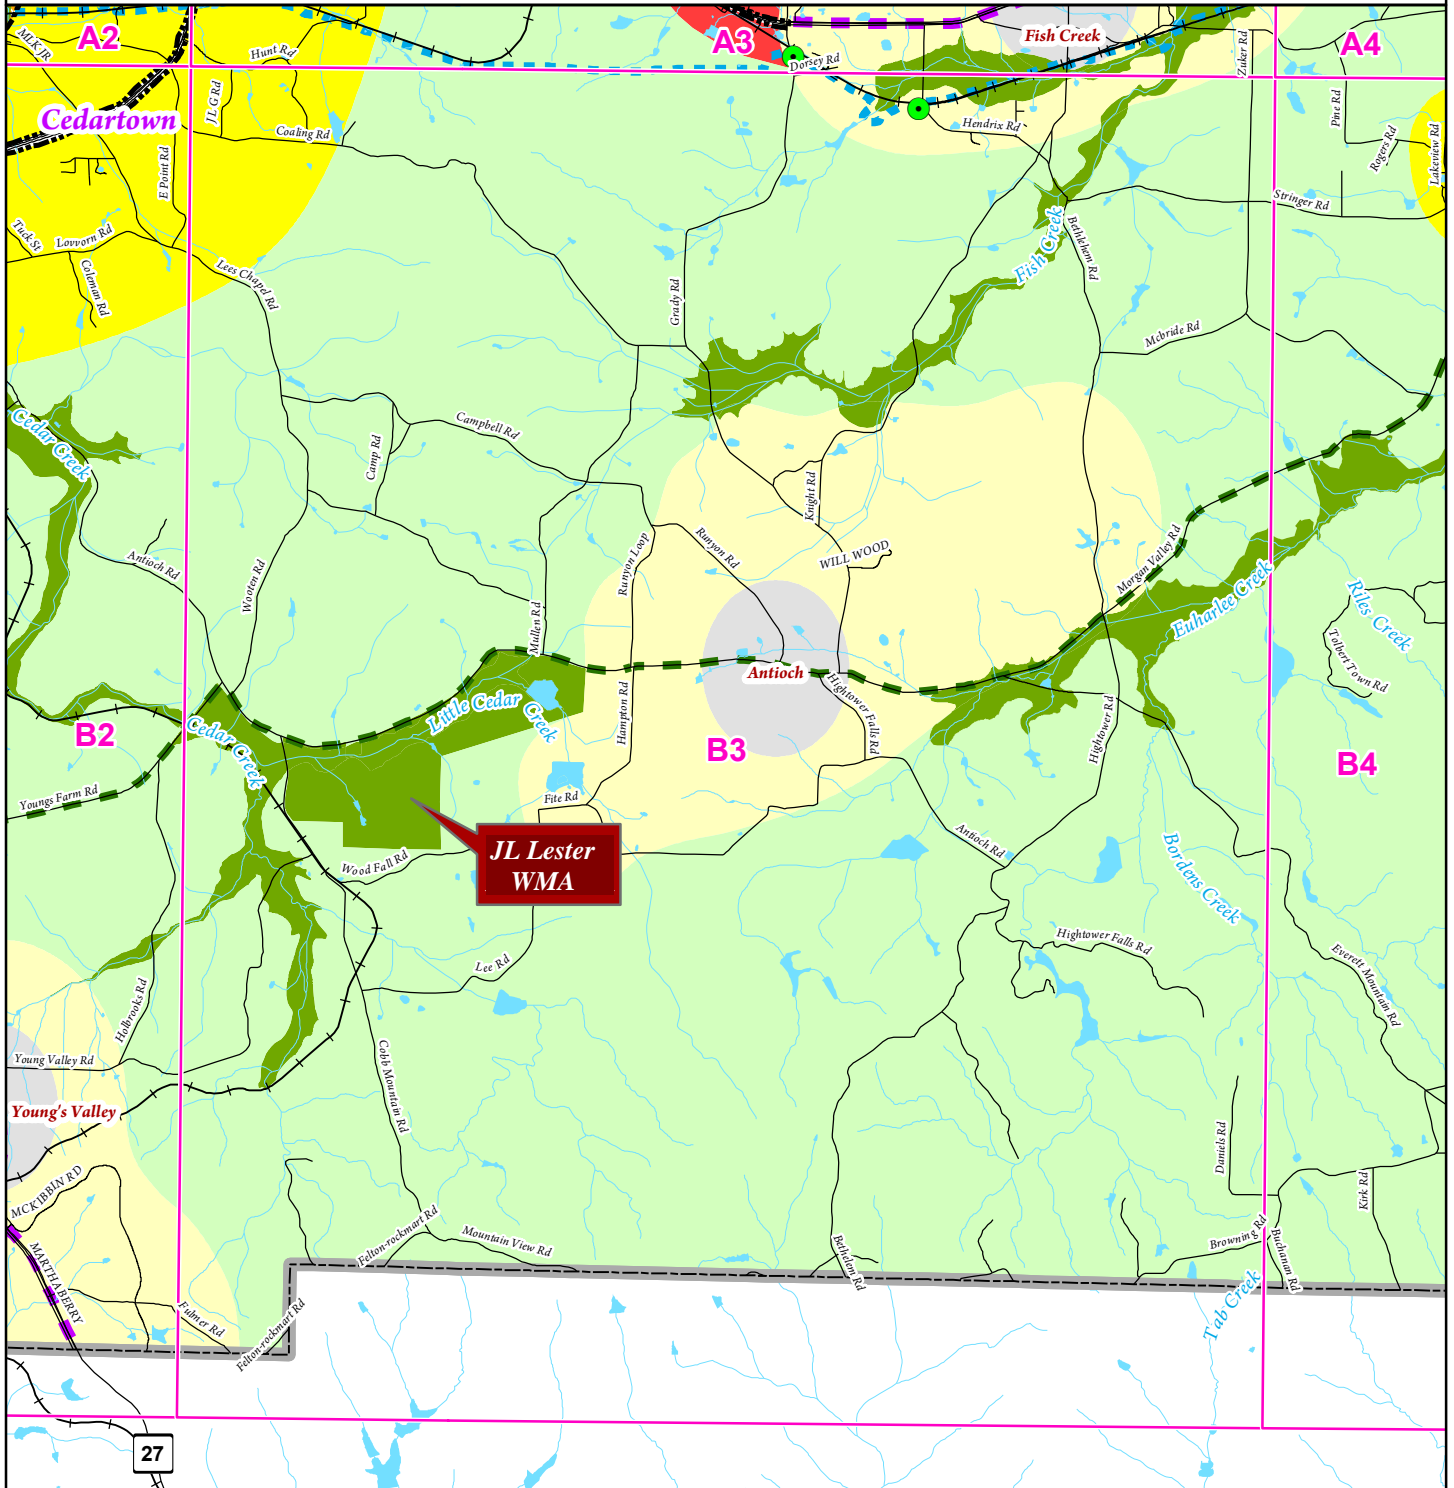 A2
MLK JR
Hunt Rd
A3
Dorsey Rd
Fish Creek
Zuker Rd
A4
Cedartown
J L G Rd
Coaling Rd
E Point Rd
Hendrix Rd
Pine Rd
Rogers Rd
Lakeview Rd
Tuck St
Lovvorn Rd
Coleman Rd
Lees Chapel Rd
Grady Rd
Fish Creek
Bethlehem Rd
Stringer Rd
Mcbride Rd
Cedar Creek
Camp Rd
Campbell Rd
Knight Rd
Antioch Rd
Wooten Rd
Mullen Rd
Runyon Loop
Runyon Rd
WILL WOOD
Morgan Valley Rd
Euharlee Creek
Riles Creek
Tolbert Town Rd
Antioch
Hightower Falls Rd
Hightower Rd
Hampton Rd
Little Cedar
Creek
Cedar Creek
B2
B3
B4
Youngs Farm Rd
Fite Rd
JL Lester
WMA
Wood Fall Rd
Antioch Rd
Bordens Creek
Lee Rd
Hightower Falls Rd
Everett Mountain Rd
Holbrooks Rd
Young Valley Rd
Cobb Mountain Rd
Young's Valley
Daniels Rd
MCKIBBIN RD
Kirk Rd
MARTHA BERRY
Felton-rockmart Rd
Mountain View Rd
Bethelem Rd
Browning Rd
Buchanan Rd
Fulmer Rd
Felton-rockmart Rd
Tab Creek
27